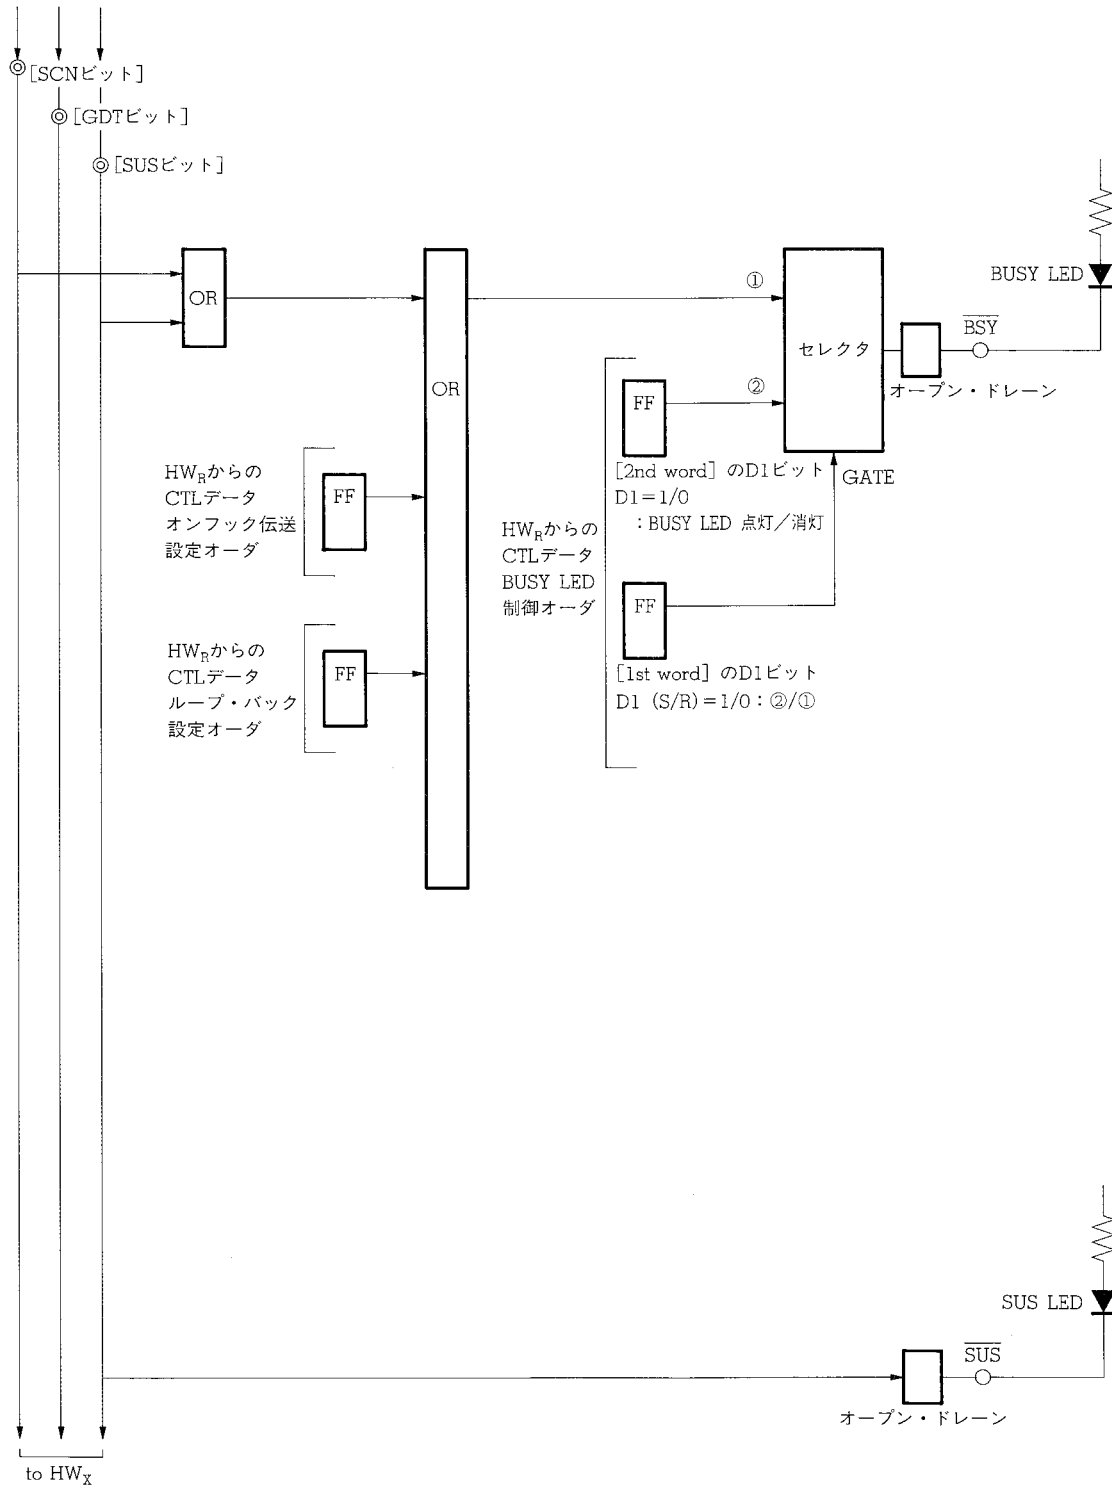 [SCNビット]
[GDTビット]
[SUSビット]
BUSY LED
OR
①
OR
セレクタ
BSY
オープン・ドレーン
②
FF
[2nd word] のD1ビット
D1=1/0
:BUSY LED 点灯/消灯
GATE
HWRからの
CTLデータ
オンフック伝送
設定オーダ
FF
HWRからの
CTLデータ
BUSY LED
制御オーダ
FF
[1st word] のD1ビット
D1 (S/R)=1/0:②/①
HWRからの
CTLデータ
ループ・バック
設定オーダ
FF
SUS LED
SUS
オープン・ドレーン
to HWX